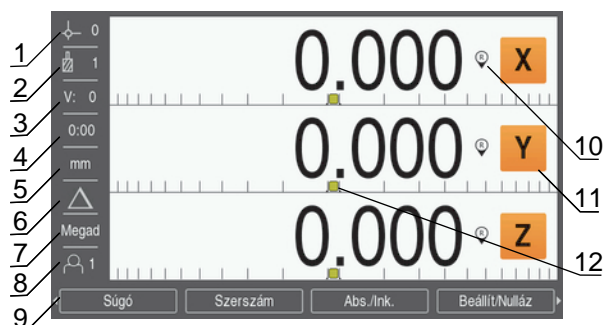 1 0 0.000 R X
2 1
3 V: 0
4 0:00 0.000 R Y 10
5 mm 11
6 12
7 Megad 0.000 R Z
8 1
9 Súgó Szerszám Abs./Ink. Beállít/Nulláz